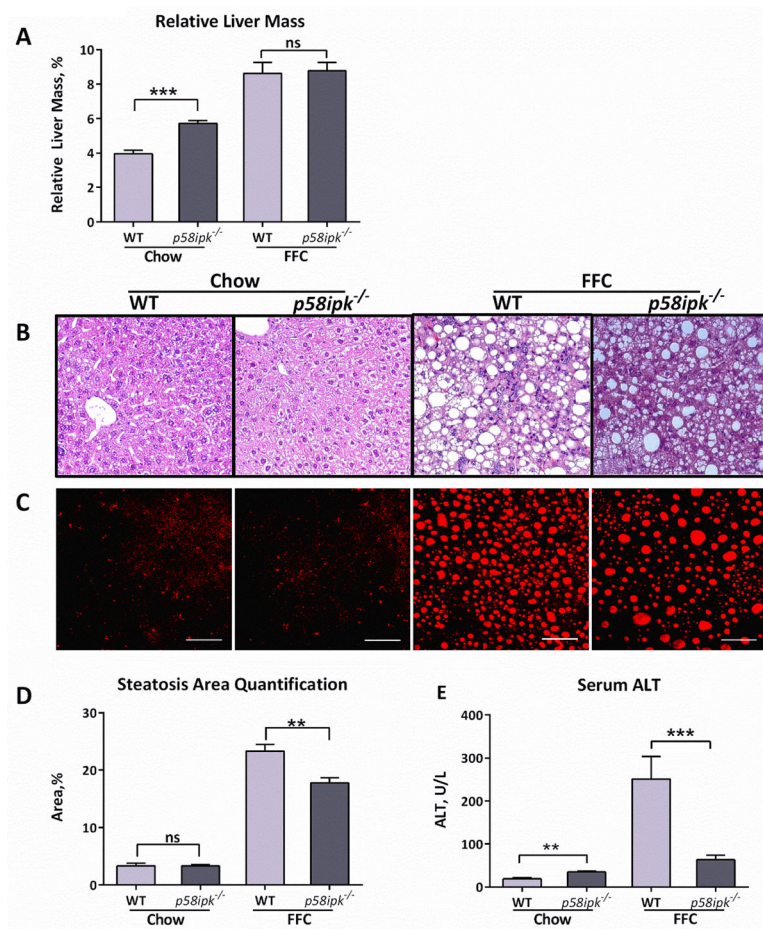 A
Relative Liver Mass
Relative Liver Mass, %
10
8
6
4
2
0
***
ns
WT
p58ipk-/-
WT
p58ipk-/-
Chow
FFC
Chow
FFC
WT
p58ipk-/-
WT
p58ipk-/-
B
C
D
Steatosis Area Quantification
Area,%
30
20
10
0
ns
**
WT
p58ipk-/-
WT
p58ipk-/-
Chow
FFC
E
Serum ALT
ALT, U/L
400
300
200
100
0
**
***
WT
p58ipk-/-
WT
p58ipk-/-
Chow
FFC